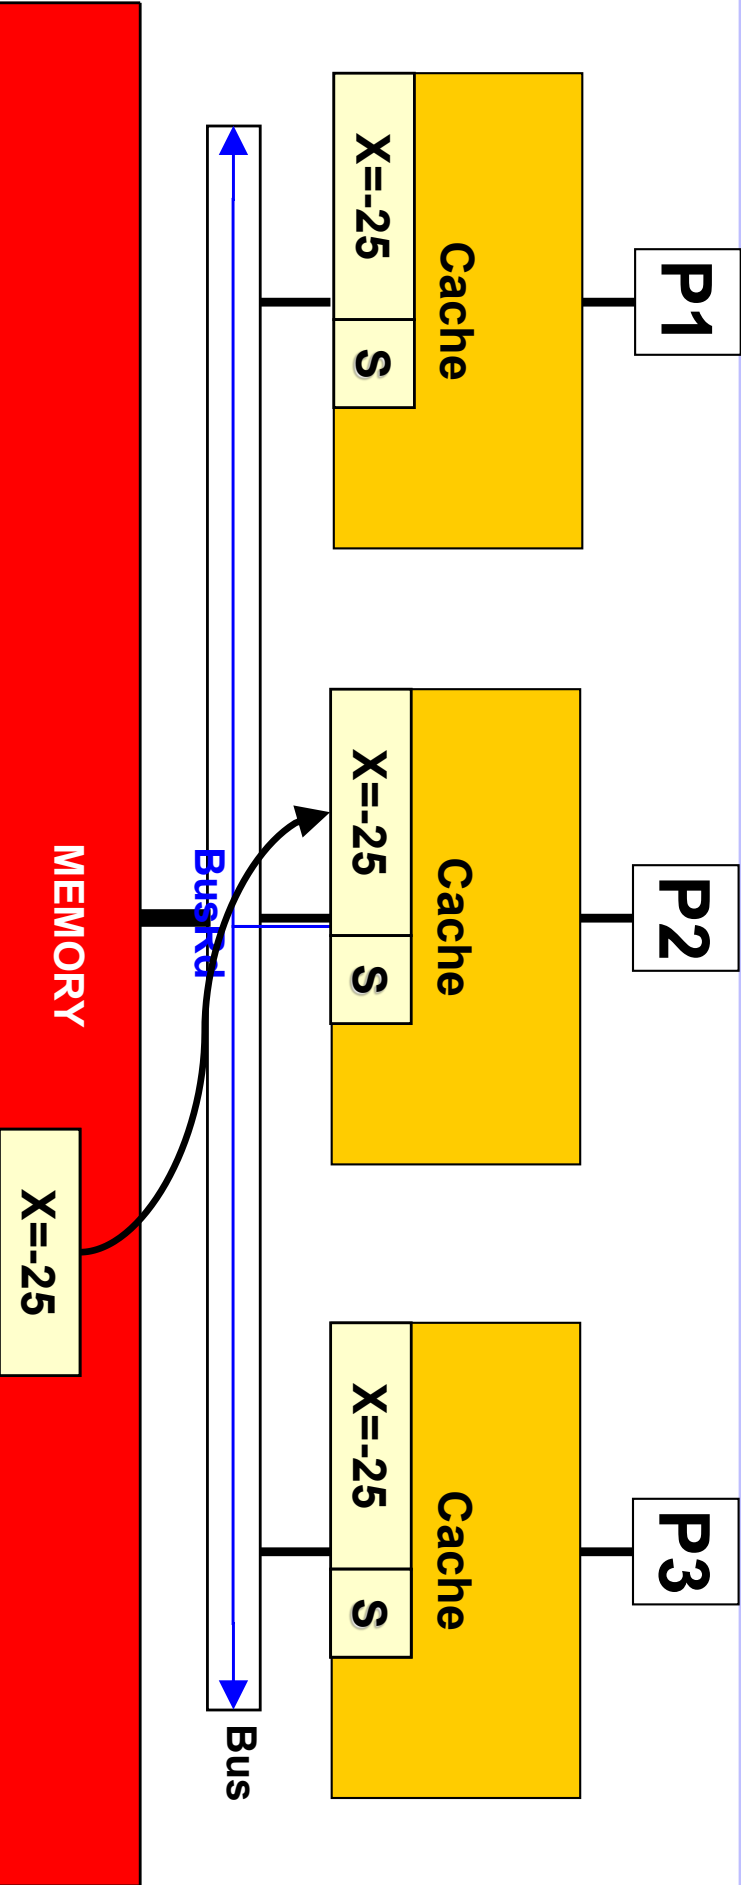 P1
P2
P3
Cache
Cache
Cache
X=-25
S
X=-25
S
X=-25
S
Bus
BusRd
MEMORY
X=-25